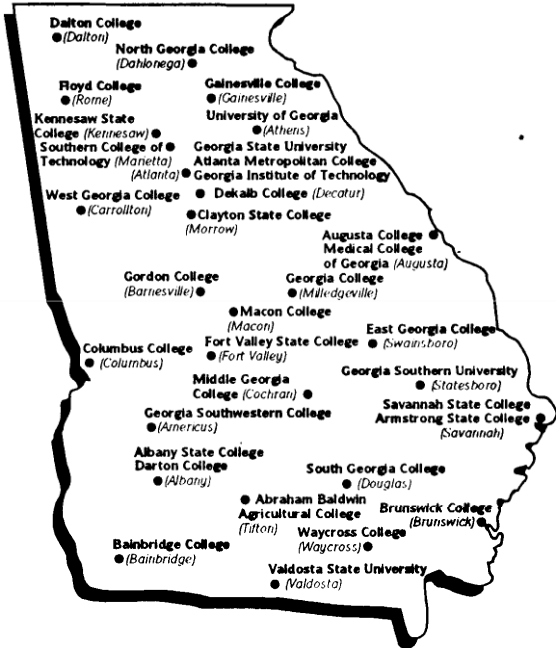 Dalton College
(Dalton)
North Georgia College
(Dahlonega)
Floyd College
(Rome)
Gainesville College
(Gainesville)
Kennesaw State
College (Kennesaw)
University of Georgia
(Athens)
Southern College of
Technology (Marietta)
Georgia State University
Atlanta Metropolitan College
(Atlanta)
Georgia Institute of Technology
West Georgia College
(Carrollton)
Dekalb College (Decatur)
Clayton State College
(Morrow)
Augusta College
Medical College
of Georgia (Augusta)
Gordon College
(Barnesville)
Georgia College
(Milledgeville)
Macon College
(Macon)
East Georgia College
(Swainsboro)
Columbus College
(Columbus)
Fort Valley State College
(Fort Valley)
Georgia Southern University
(Statesboro)
Middle Georgia
College (Cochran)
Savannah State College
Armstrong State College
(Savannah)
Georgia Southwestern College
(Americus)
Albany State College
Darton College
(Albany)
South Georgia College
(Douglas)
Abraham Baldwin
Agricultural College
(Tifton)
Brunswick College
(Brunswick)
Waycross College
(Waycross)
Bainbridge College
(Bainbridge)
Valdosta State University
(Valdosta)